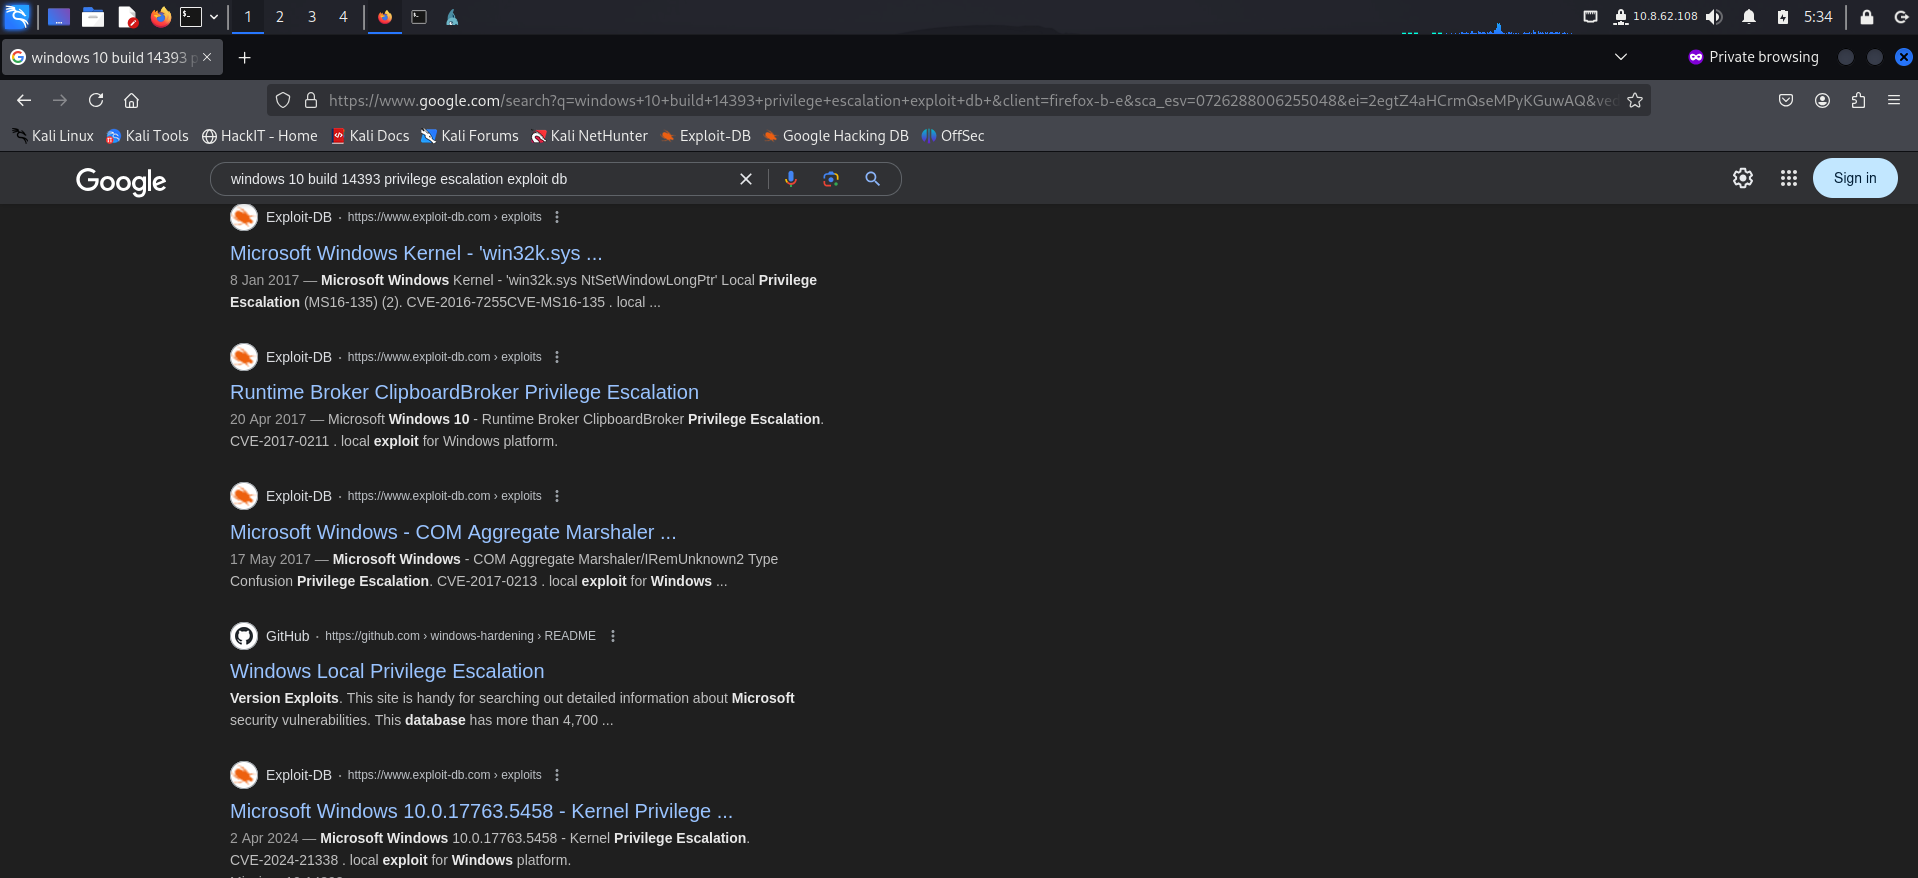 1 2 3 4
10.8.62.108
5:34
windows 10 build 14393 p
Private browsing
https://www.google.com/search?q=windows+10+build+14393+privilege+escalation+exploit+db+&client=firefox-b-e&sca_esv=0726288006255048&ei=2egtZ4aHCrmQseMPyKGuwAQ&ved
Kali Linux Kali Tools HackIT - Home Kali Docs Kali Forums Kali NetHunter Exploit-DB Google Hacking DB OffSec
Google
windows 10 build 14393 privilege escalation exploit db
Sign in
Exploit-DB · https://www.exploit-db.com › exploits
Microsoft Windows Kernel - 'win32k.sys ...
8 Jan 2017 — Microsoft Windows Kernel - 'win32k.sys NtSetWindowLongPtr' Local Privilege
Escalation (MS16-135) (2). CVE-2016-7255CVE-MS16-135 . local ...
Exploit-DB · https://www.exploit-db.com › exploits
Runtime Broker ClipboardBroker Privilege Escalation
20 Apr 2017 — Microsoft Windows 10 - Runtime Broker ClipboardBroker Privilege Escalation.
CVE-2017-0211 . local exploit for Windows platform.
Exploit-DB · https://www.exploit-db.com › exploits
Microsoft Windows - COM Aggregate Marshaler ...
17 May 2017 — Microsoft Windows - COM Aggregate Marshaler/IRemUnknown2 Type
Confusion Privilege Escalation. CVE-2017-0213 . local exploit for Windows ...
GitHub · https://github.com › windows-hardening › README
Windows Local Privilege Escalation
Version Exploits. This site is handy for searching out detailed information about Microsoft
security vulnerabilities. This database has more than 4,700 ...
Exploit-DB · https://www.exploit-db.com › exploits
Microsoft Windows 10.0.17763.5458 - Kernel Privilege ...
2 Apr 2024 — Microsoft Windows 10.0.17763.5458 - Kernel Privilege Escalation.
CVE-2024-21338 . local exploit for Windows platform.